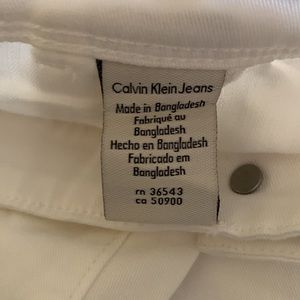 Calvin Klein Jeans
Made in Bangladesh
Fabriqué au
Bangladesh
Hecho en Bangladesh
Fabricado em
Bangladesh
rn 36543
ca 50900